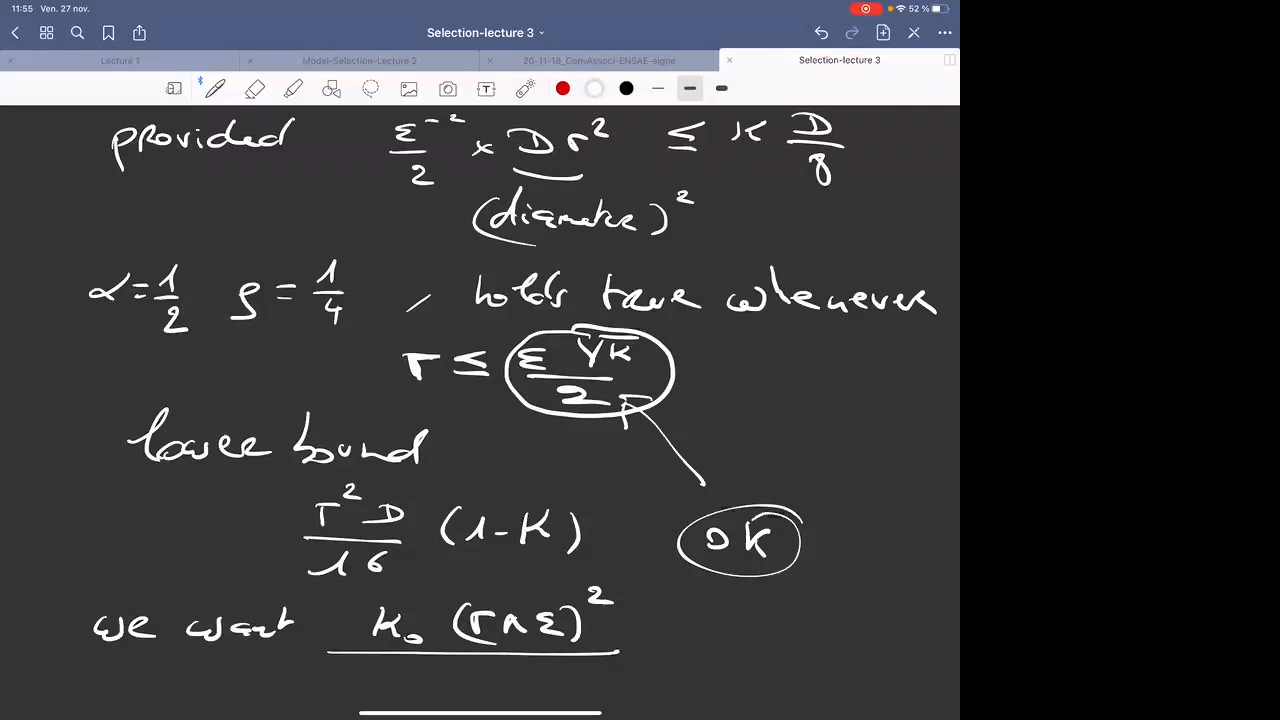 11:55 Ven. 27 nov. 52 %
Selection-lecture 3
Lecture 1 Model-Selection-Lecture 2 20-11-18_ConvAssoci-ENSAE-signe Selection-lecture 3
provided ε⁻²/2 × D r² ≤ κ D/8
(diameter)²
α = 1/2 ρ = 1/4, holds true whenever
r ≤ ε √κ/2
lower bound
r² D/16 (1-κ) OK
we want κ₀ (r ∧ ε)²